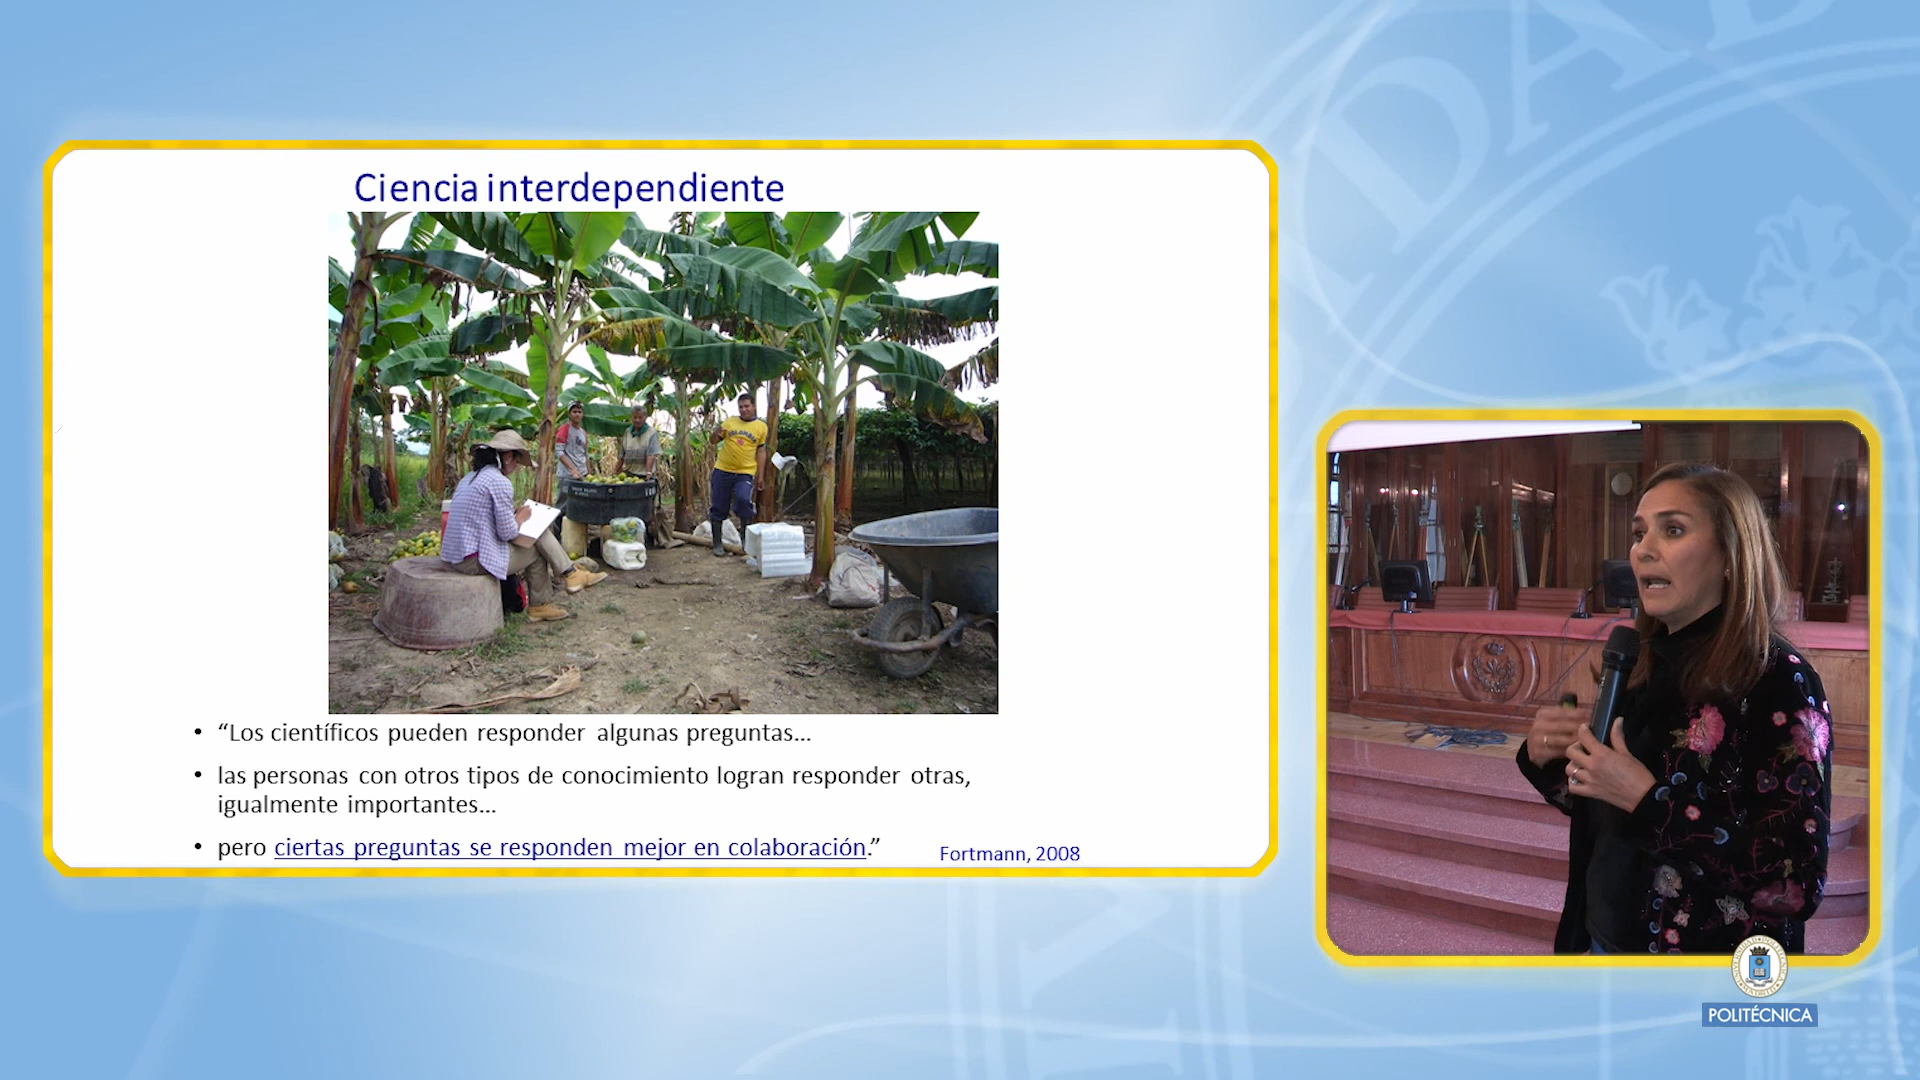 Ciencia interdependiente
• “Los científicos pueden responder algunas preguntas...
• las personas con otros tipos de conocimiento logran responder otras,
igualmente importantes...
• pero ciertas preguntas se responden mejor en colaboración.”
Fortmann, 2008
POLITÉCNICA